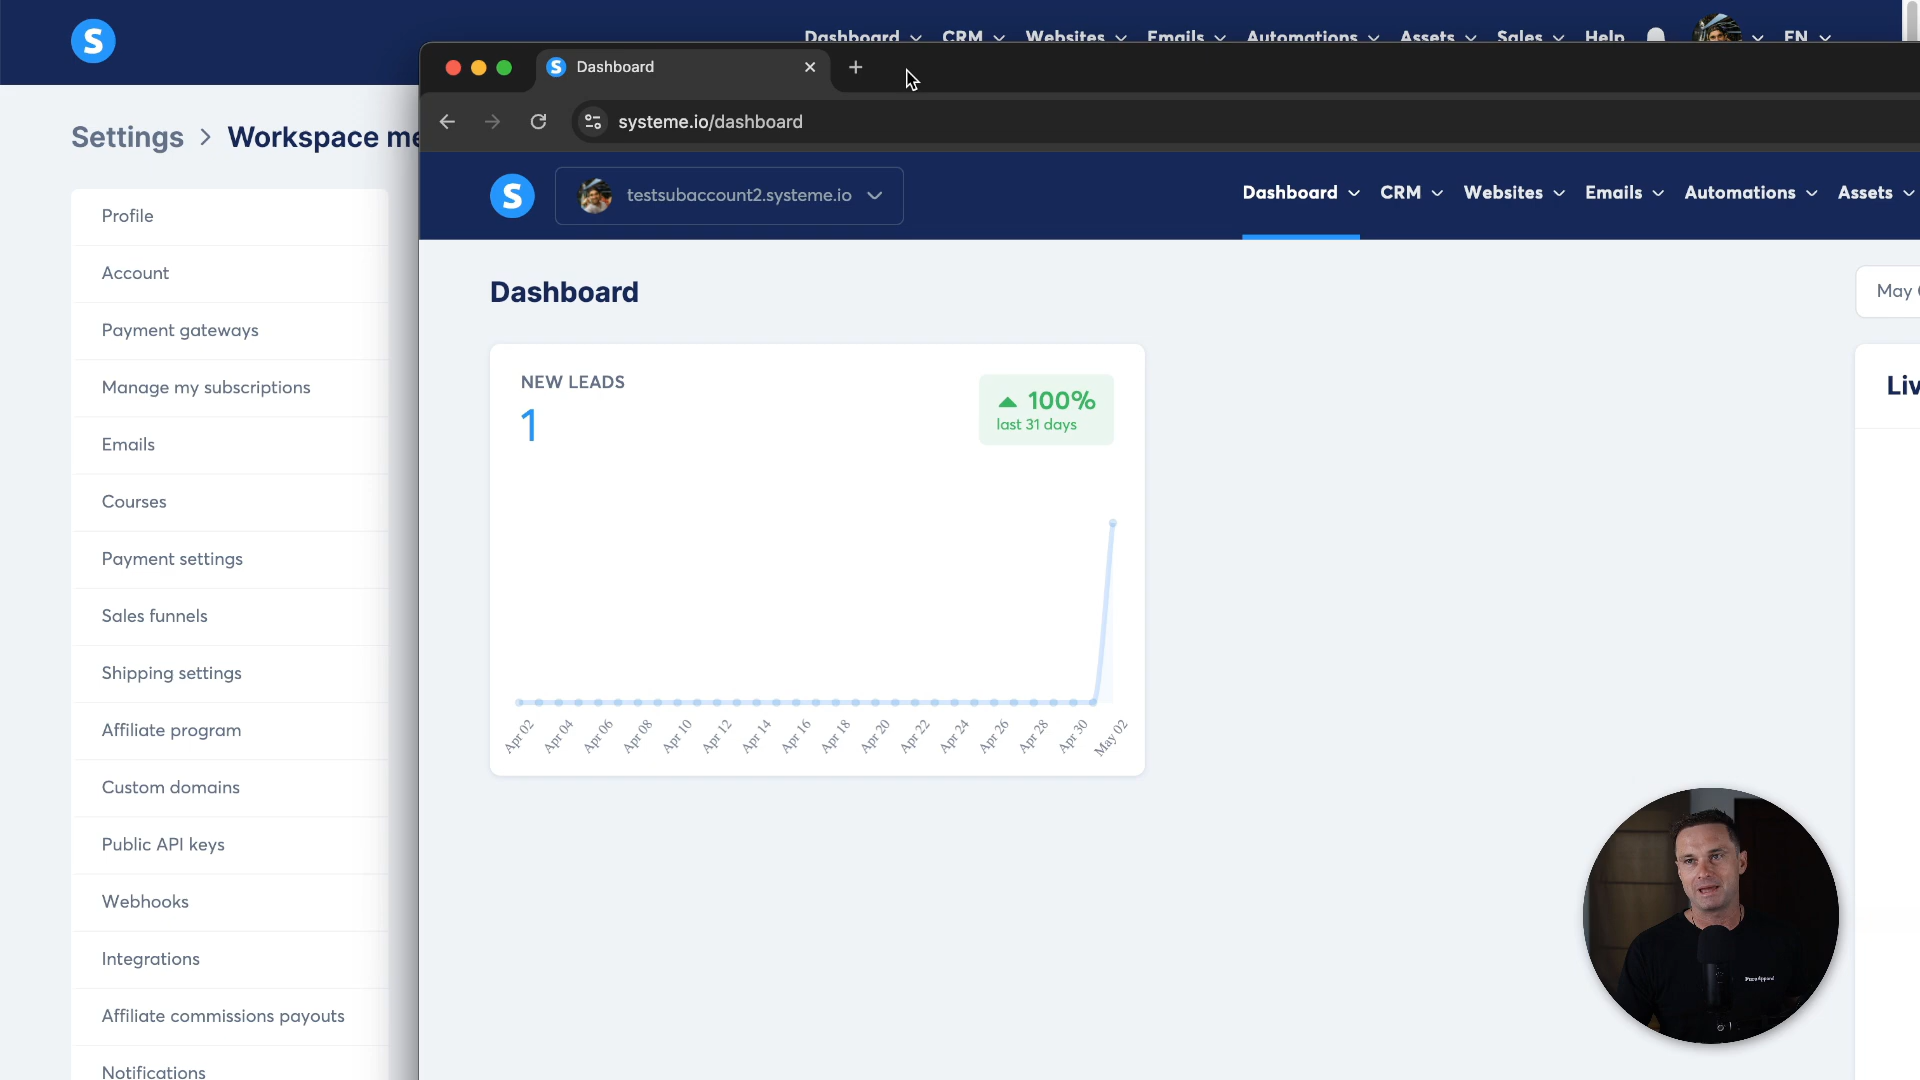 S
Dashboard CRM Websites Emails Automations Assets Sales Help EN
Settings > Workspace me
Profile
Account
Payment gateways
Manage my subscriptions
Emails
Courses
Payment settings
Sales funnels
Shipping settings
Affiliate program
Custom domains
Public API keys
Webhooks
Integrations
Affiliate commissions payouts
Notifications
S Dashboard
systeme.io/dashboard
S testsubaccount2.systeme.io
Dashboard CRM Websites Emails Automations Assets
Dashboard
May
NEW LEADS
1
100%
last 31 days
Apr 02 Apr 04 Apr 06 Apr 08 Apr 10 Apr 12 Apr 14 Apr 16 Apr 18 Apr 20 Apr 22 Apr 24 Apr 26 Apr 28 Apr 30 May 02
Liv